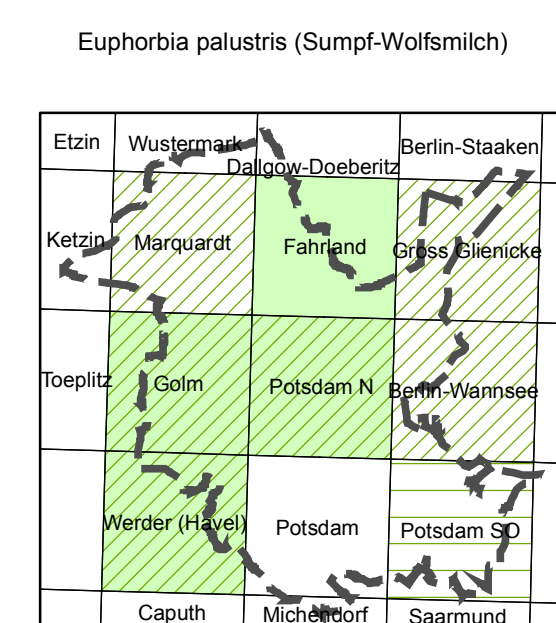 Euphorbia palustris (Sumpf-Wolfsmilch)
Etzin
Wustermark
Dallgow-Doeberitz
Berlin-Staaken
Ketzin
Marquardt
Fahrland
Gross Glienicke
Toeplitz
Golm
Potsdam N
Berlin-Wannsee
Werder (Havel)
Potsdam
Potsdam SO
Caputh
Michendorf
Saarmund